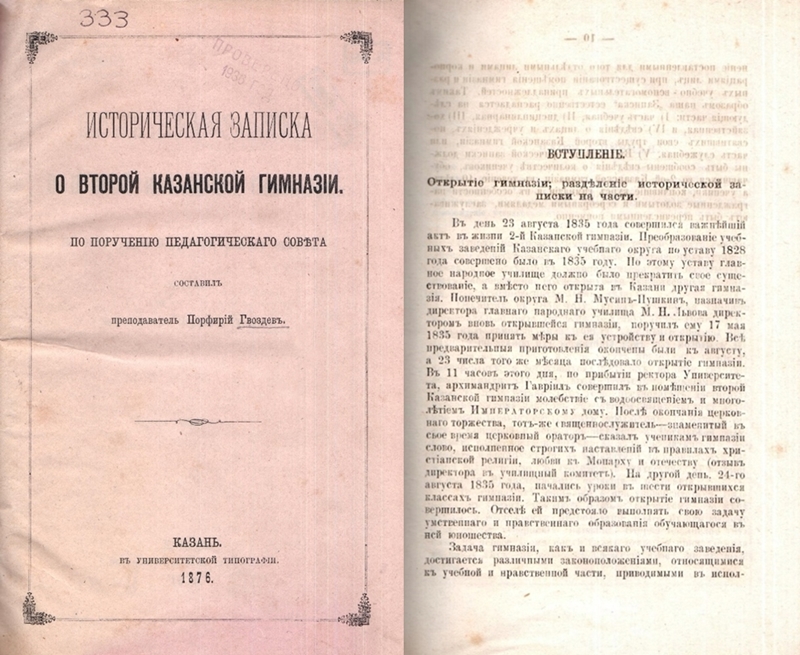 333
ПРОВЕ
1936
ИСТОРИЧЕСКАЯ ЗАПИСКА
О ВТОРОЙ КАЗАНСКОЙ ГИМНАЗІИ.
ПО ПОРУЧЕНІЮ ПЕДАГОГИЧЕСКАГО СОВѢТА
СОСТАВИЛЪ
преподаватель Порфирій Гвоздевъ.
КАЗАНЬ.
ВЪ УНИВЕРСИТЕТСКОЙ ТИПОГРАФІИ.
1876.
ВСТУПЛЕНІЕ.
Открытіе гимназіи; раздѣленіе исторической за-
писки на части.
Въ день 23 августа 1835 года совершился важнѣйшій
актъ въ жизни 2-й Казанской гимназіи. Преобразованіе учеб-
ныхъ заведеній Казанскаго учебнаго округа по уставу 1828
года совершено было въ 1835 году. По этому уставу глав-
ное народное училище должно было прекратить свое суще-
ствованіе, а вмѣсто него открыта въ Казани другая гимна-
зія. Попечитель округа М. Н. Мусинъ-Пушкинъ, назначивъ
директора главнаго народнаго училища М. Н. Львова дирек-
торомъ вновь открывшейся гимназіи, поручилъ ему 17 мая
1835 года принять мѣры къ ея устройству и открытію. Всѣ
предварительныя приготовленія окончены были къ августу,
а 23 числа того же мѣсяца послѣдовало открытіе гимназіи.
Въ 11 часовъ этого дня, по прибытіи ректора Университе-
та, архимандритъ Гавріилъ совершилъ въ помѣщеніи второй
Казанской гимназіи молебствіе съ водоосвященіемъ и много-
лѣтіемъ Императорскому дому. Послѣ окончанія церков-
наго торжества, тотъ-же священнослужитель—знаменитый въ
свое время церковный ораторъ—сказалъ ученикамъ гимназіи
слово, исполненное строгихъ наставленій въ правилахъ хри-
стіанской религіи, любви къ Монарху и отечеству (отзывъ
директора въ училищный комитетъ). На другой день, 24-го
августа 1835 года, начались уроки въ шести открывшихся
классахъ гимназіи. Такимъ образомъ открытіе гимназіи со-
вершилось. Отселѣ ей предстояло выполнять свою задачу
умственнаго и нравственнаго образованія обучающагося въ
ней юношества.
Задача гимназіи, какъ и всякаго учебнаго заведенія,
достигается различными законоположеніями, относящимися
къ учебной и нравственной части, приводимыми въ испол-